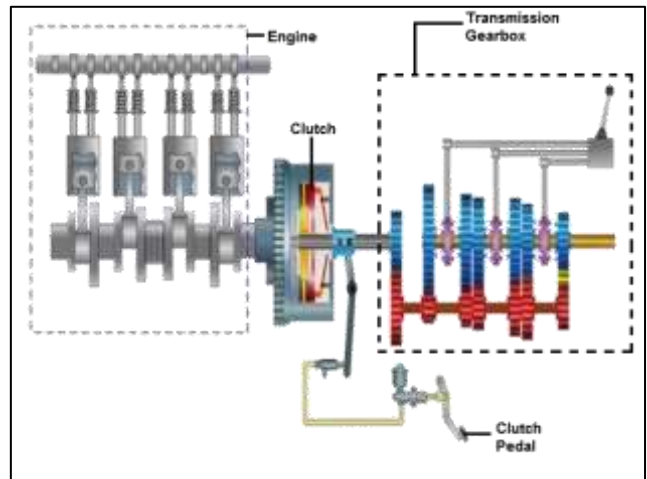 Transmission
Gearbox
Engine
Clutch
Clutch
Pedal